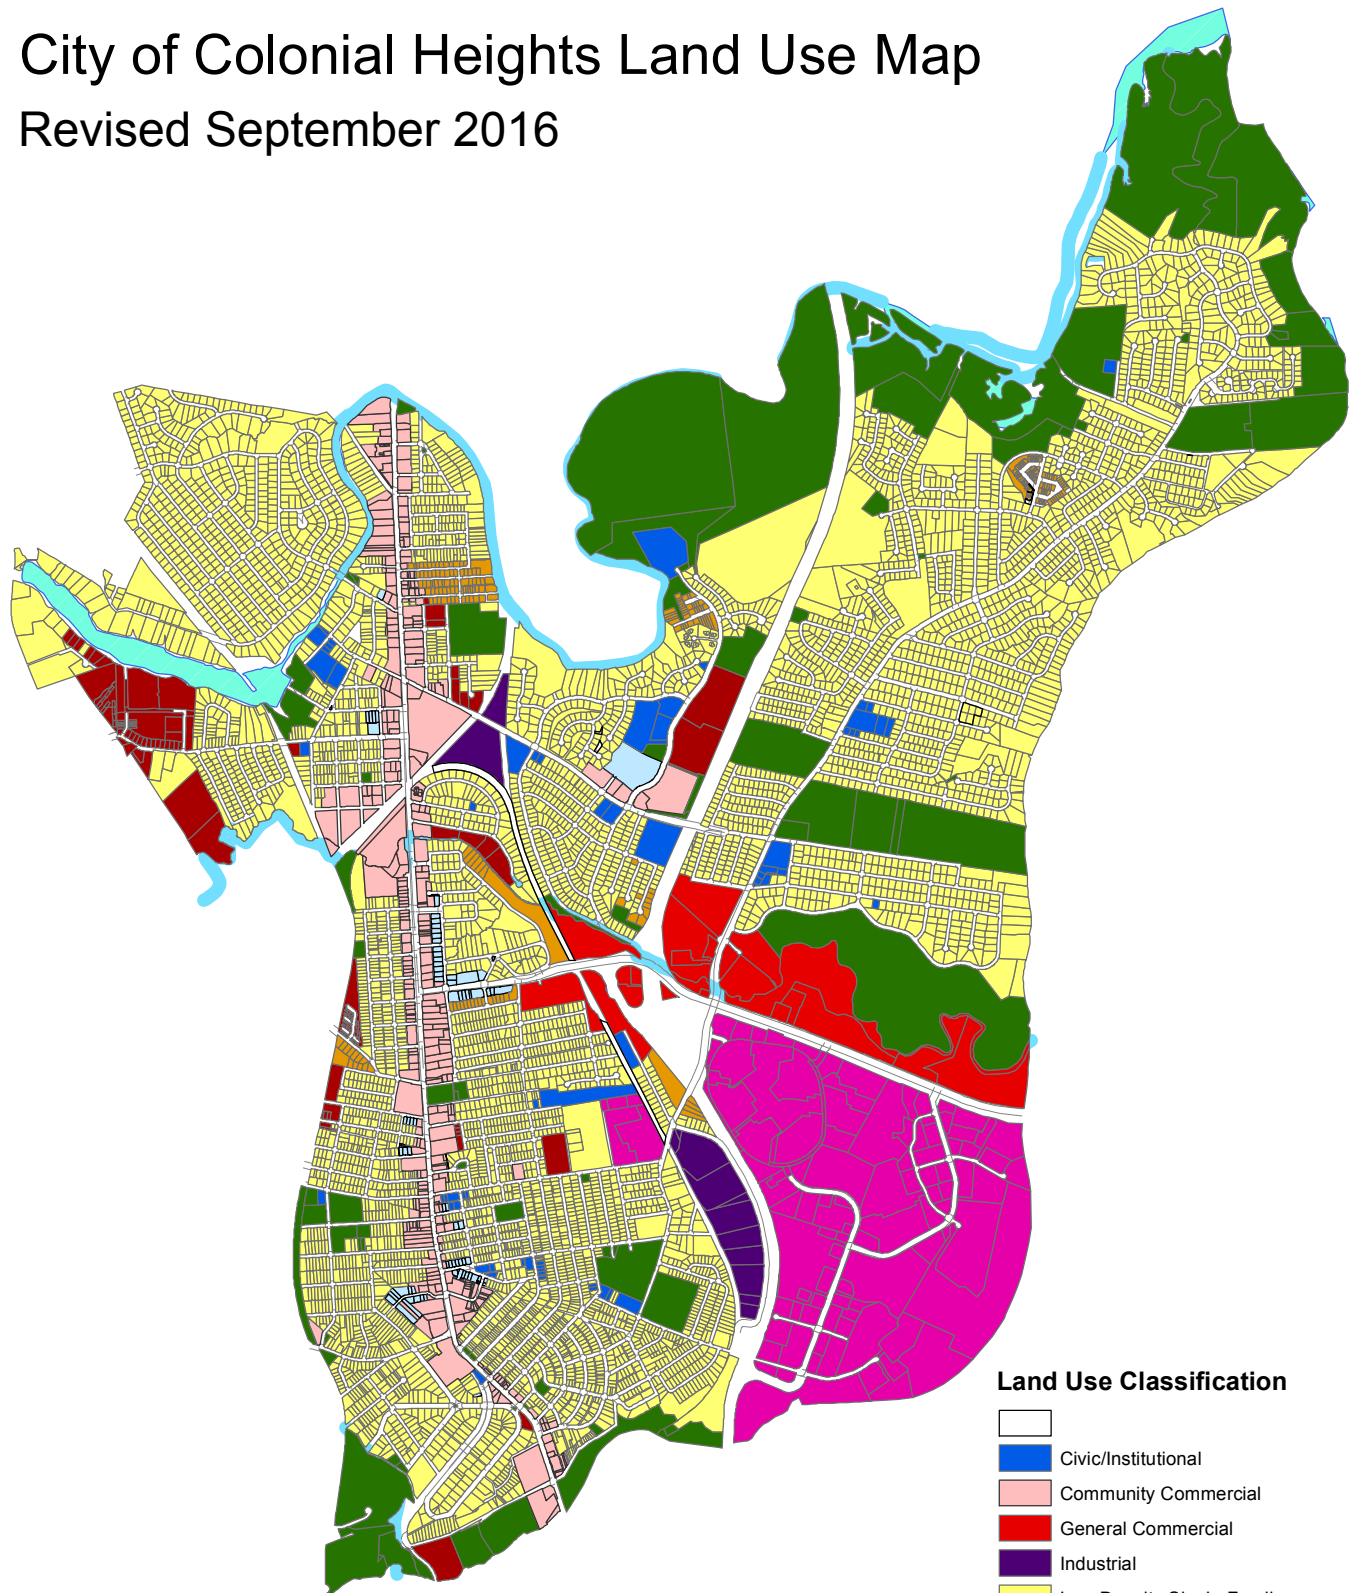 City of Colonial Heights Land Use Map
Revised September 2016
Land Use Classification
Civic/Institutional
Community Commercial
General Commercial
Industrial